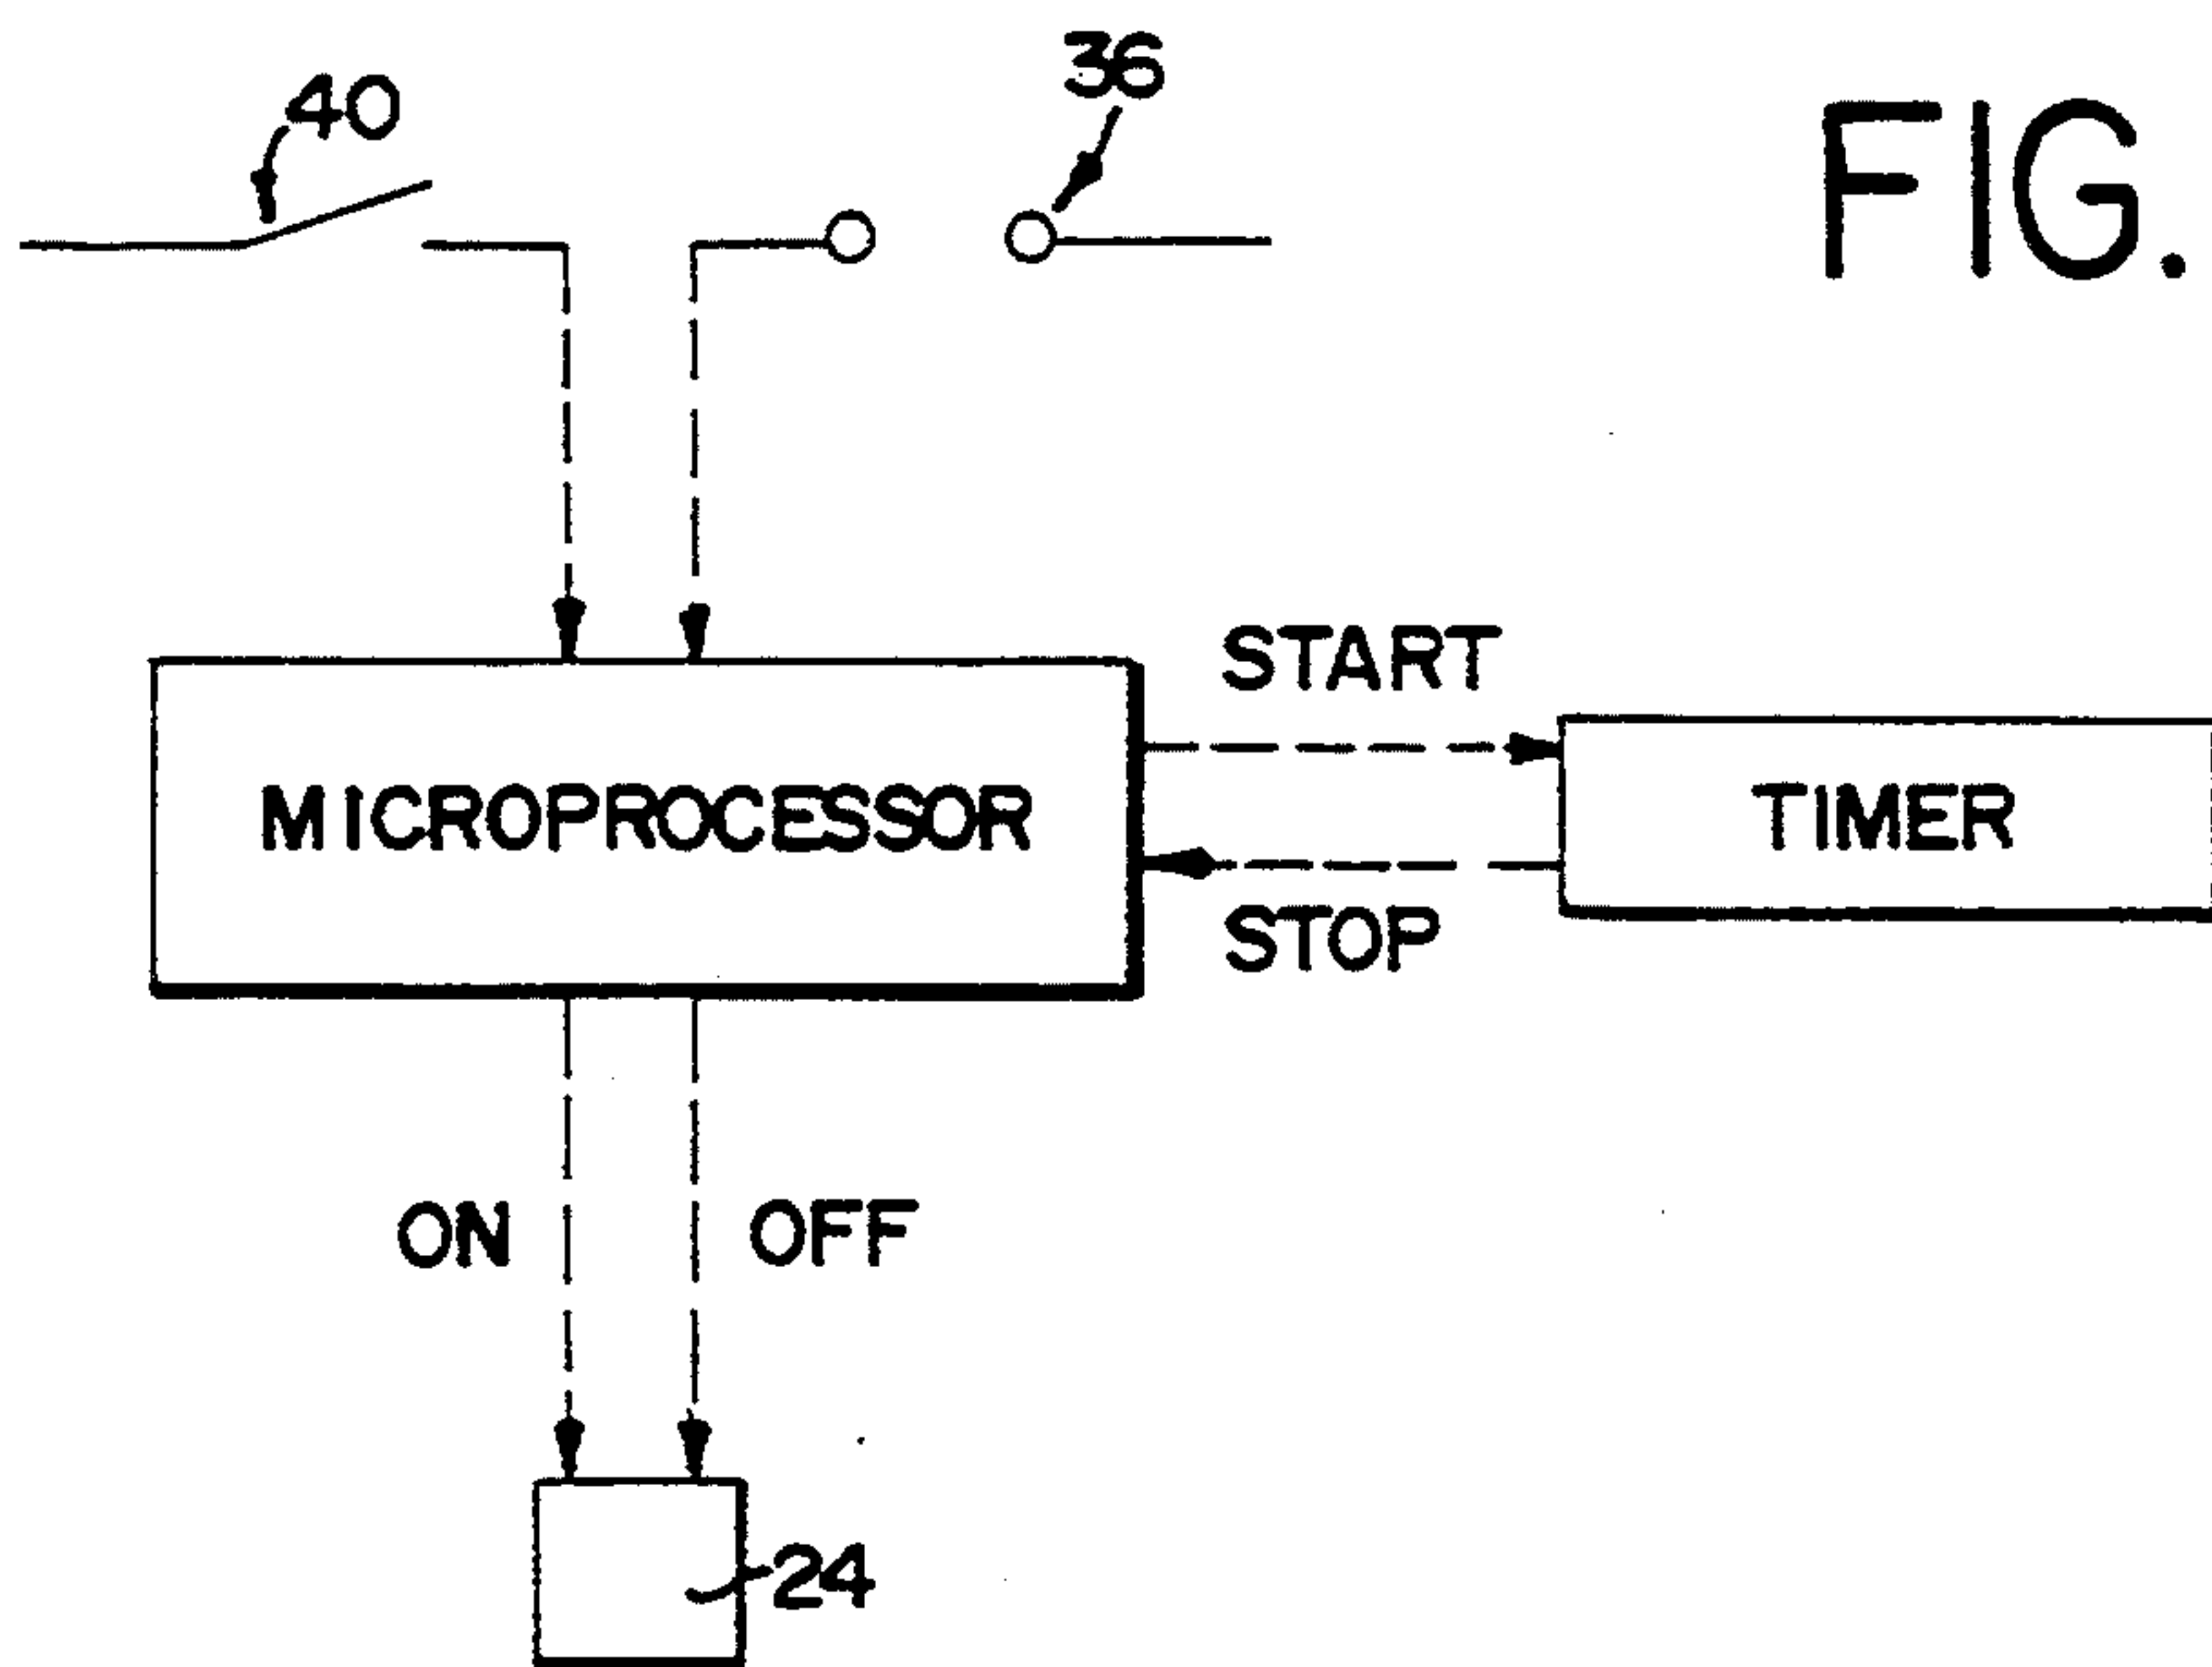 40
36
FIG.
START
MICROPROCESSOR
TIMER
STOP
ON
OFF
24